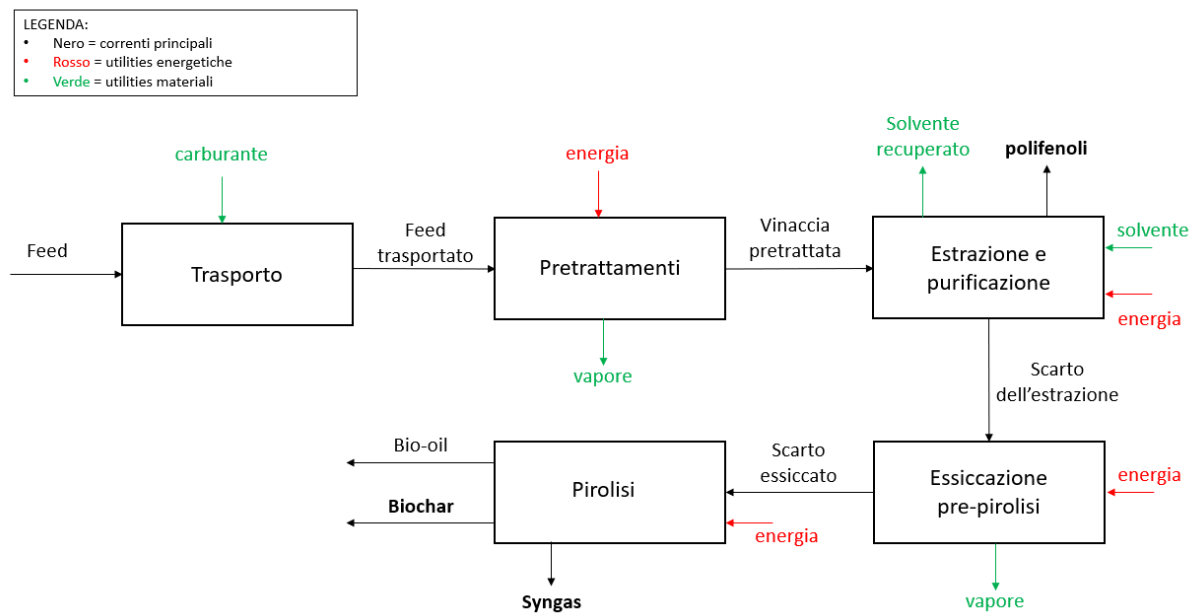 LEGENDA:
• Nero = correnti principali
• Rosso = utilities energetiche
• Verde = utilities materiali
Solvente
recuperato
polifenoli
carburante
energia
Feed
Trasporto
Feed
trasportato
Pretrattamenti
Vinaccia
pretrattata
Estrazione e
purificazione
solvente
energia
vapore
Scarto
dell'estrazione
Bio-oil
Biochar
Pirolisi
Scarto
essiccato
energia
Essiccazione
pre-pirolisi
energia
Syngas
vapore